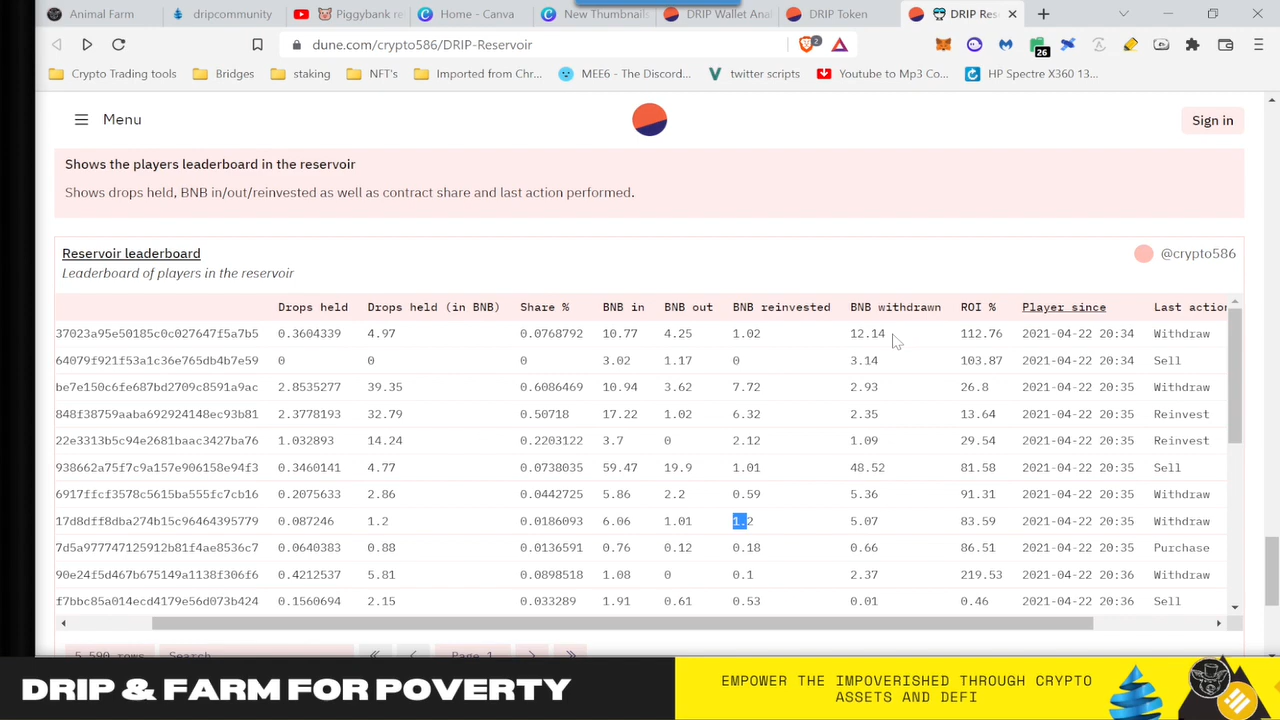 Animal Farm dripcommunity Piggybank re Home - Canva New Thumbnails DRIP Wallet Ana DRIP Token DRIP Res
dune.com/crypto586/DRIP-Reservoir 2 26
Crypto Trading tools Bridges staking NFT's Imported from Chr... MEE6 - The Discord... twitter scripts Youtube to Mp3 Co... HP Spectre X360 13...
Menu Sign in
Shows the players leaderboard in the reservoir
Shows drops held, BNB in/out/reinvested as well as contract share and last action performed.
Reservoir leaderboard @crypto586
Leaderboard of players in the reservoir
Drops held Drops held (in BNB) Share % BNB in BNB out BNB reinvested BNB withdrawn ROI % Player since Last action
37023a95e50185c0c027647f5a7b5 0.3604339 4.97 0.0768792 10.77 4.25 1.02 12.14 112.76 2021-04-22 20:34 Withdraw
64079f921f53a1c36e765db4b7e59 0 0 0 3.02 1.17 0 3.14 103.87 2021-04-22 20:34 Sell
be7e150c6fe687bd2709c8591a9ac 2.8535277 39.35 0.6086469 10.94 3.62 7.72 2.93 26.8 2021-04-22 20:35 Withdraw
848f38759aaba692924148ec93b81 2.3778193 32.79 0.50718 17.22 1.02 6.32 2.35 13.64 2021-04-22 20:35 Reinvest
22e3313b5c94e2681baac3427ba76 1.032893 14.24 0.2203122 3.7 0 2.12 1.09 29.54 2021-04-22 20:35 Reinvest
938662a75f7c9a157e906158e94f3 0.3460141 4.77 0.0738035 59.47 19.9 1.01 48.52 81.58 2021-04-22 20:35 Sell
6917ffcf3578c5615ba555fc7cb16 0.2075633 2.86 0.0442725 5.86 2.2 0.59 5.36 91.31 2021-04-22 20:35 Withdraw
17d8dff8dba274b15c96464395779 0.087246 1.2 0.0186093 6.06 1.01 1.2 5.07 83.59 2021-04-22 20:35 Withdraw
7d5a977747125912b81f4ae8536c7 0.0640383 0.88 0.0136591 0.76 0.12 0.18 0.66 86.51 2021-04-22 20:35 Purchase
90e24f5d467b675149a1138f306f6 0.4212537 5.81 0.0898518 1.08 0 0.1 2.37 219.53 2021-04-22 20:36 Withdraw
f7bbc85a014ecd4179e56d073b424 0.1560694 2.15 0.033289 1.91 0.61 0.53 0.01 0.46 2021-04-22 20:36 Sell
5,590 rows Search Page 1
DRIP & FARM FOR POVERTY
EMPOWER THE IMPOVERISHED THROUGH CRYPTO
ASSETS AND DEFI